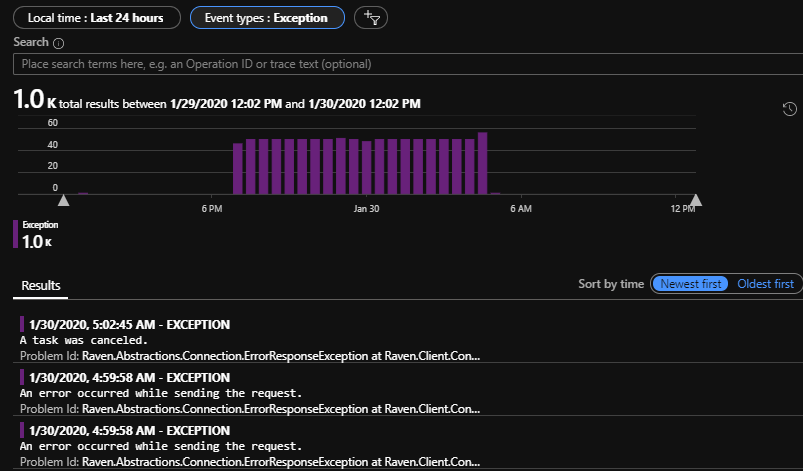 Local time : Last 24 hours Event types : Exception
Search
Place search terms here, e.g. an Operation ID or trace text (optional)
1.0 K total results between 1/29/2020 12:02 PM and 1/30/2020 12:02 PM
60
40
20
0
6 PM Jan 30 6 AM 12 PM
Exception
1.0 K
Results Sort by time Newest first Oldest first
1/30/2020, 5:02:45 AM - EXCEPTION
A task was canceled.
Problem Id: Raven.Abstractions.Connection.ErrorResponseException at Raven.Client.Con...
1/30/2020, 4:59:58 AM - EXCEPTION
An error occurred while sending the request.
Problem Id: Raven.Abstractions.Connection.ErrorResponseException at Raven.Client.Con...
1/30/2020, 4:59:58 AM - EXCEPTION
An error occurred while sending the request.
Problem Id: Raven.Abstractions.Connection.ErrorResponseException at Raven.Client.Con...